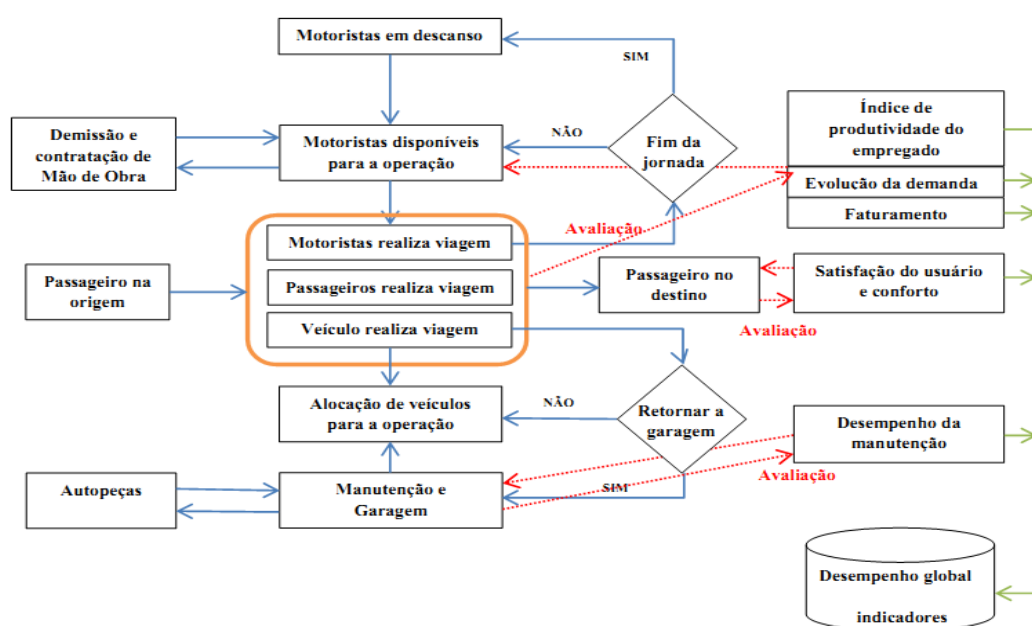 Motoristas em descanso
SIM
Demissão e
contratação de
Mão de Obra
Motoristas disponíveis
para a operação
NÃO
Fim da
jornada
Índice de
produtividade do
empregado
Evolução da demanda
Faturamento
Avaliação
Motoristas realiza viagem
Passageiro na
origem
Passageiros realiza viagem
Veículo realiza viagem
Passageiro no
destino
Satisfação do usuário
e conforto
Avaliação
Alocação de veículos
para a operação
NÃO
Retornar a
garagem
Desempenho da
manutenção
Avaliação
Autopeças
Manutenção e
Garagem
SIM
Desempenho global
indicadores